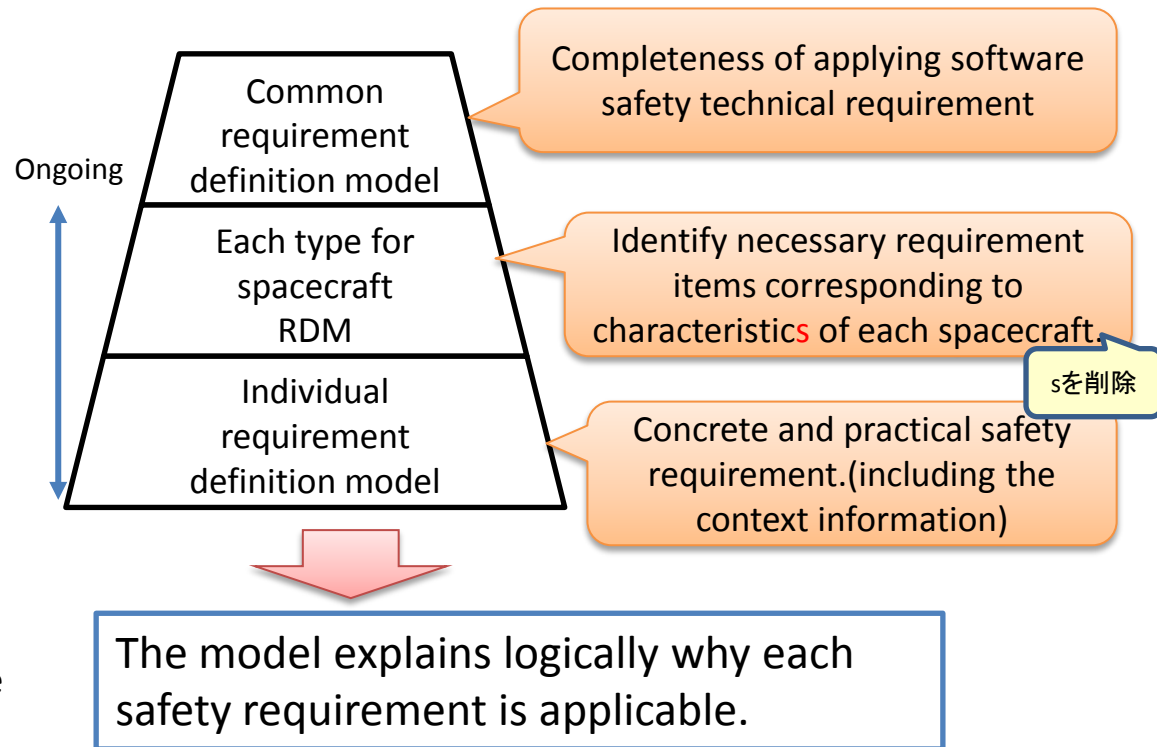 Common
requirement
definition model
Completeness of applying software
safety technical requirement
Ongoing
Each type for
spacecraft
RDM
Identify necessary requirement
items corresponding to
characteristics of each spacecraft.
sを削除
Individual
requirement
definition model
Concrete and practical safety
requirement.(including the
context information)
The model explains logically why each
safety requirement is applicable.
e